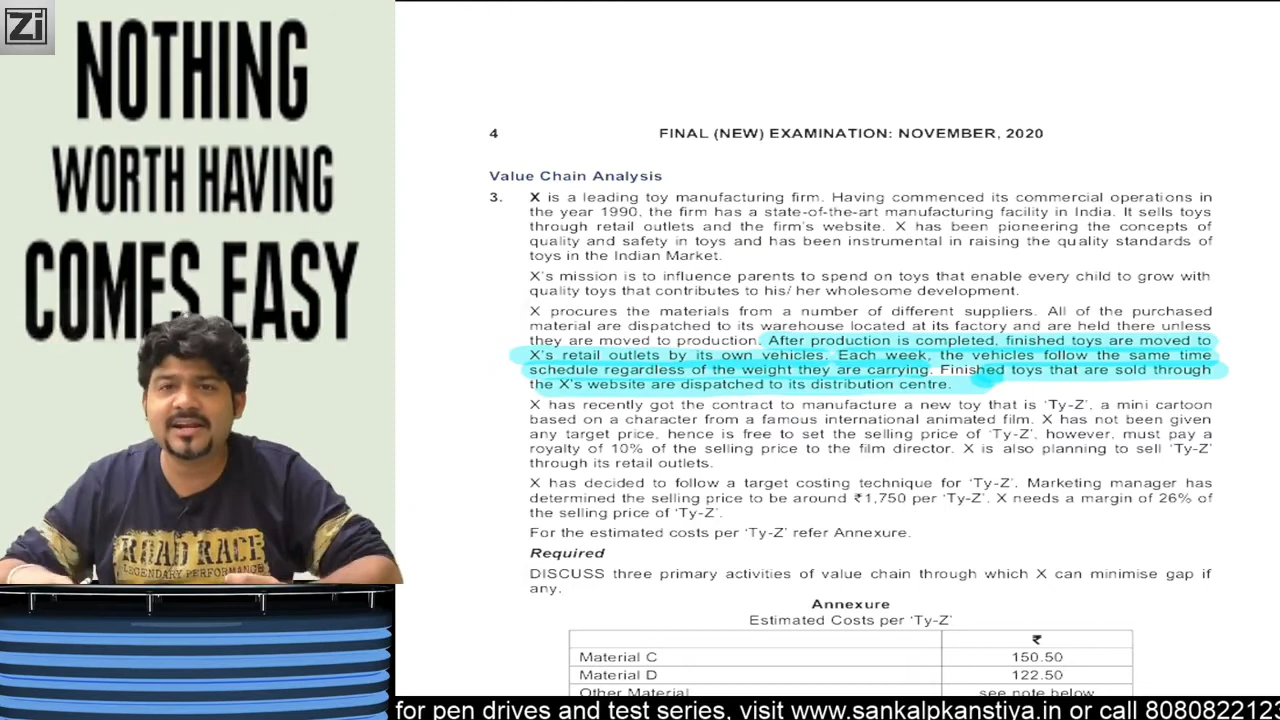 Zi
NOTHING
WORTH HAVING
COMES EASY
ROAD RACE
LEGENDARY PERFORMANCE
4 FINAL (NEW) EXAMINATION: NOVEMBER, 2020
Value Chain Analysis
3. X is a leading toy manufacturing firm. Having commenced its commercial operations in
the year 1990, the firm has a state-of-the-art manufacturing facility in India. It sells toys
through retail outlets and the firm's website. X has been pioneering the concepts of
quality and safety in toys and has been instrumental in raising the quality standards of
toys in the Indian Market.
X's mission is to influence parents to spend on toys that enable every child to grow with
quality toys that contributes to his/ her wholesome development.
X procures the materials from a number of different suppliers. All of the purchased
material are dispatched to its warehouse located at its factory and are held there unless
they are moved to production. After production is completed, finished toys are moved to
X's retail outlets by its own vehicles. Each week, the vehicles follow the same time
schedule regardless of the weight they are carrying. Finished toys that are sold through
the X's website are dispatched to its distribution centre.
X has recently got the contract to manufacture a new toy that is 'Ty-Z', a mini cartoon
based on a character from a famous international animated film. X has not been given
any target price, hence is free to set the selling price of 'Ty-Z', however, must pay a
royalty of 10% of the selling price to the film director. X is also planning to sell 'Ty-Z'
through its retail outlets.
X has decided to follow a target costing technique for 'Ty-Z'. Marketing manager has
determined the selling price to be around ₹1,750 per 'Ty-Z'. X needs a margin of 26% of
the selling price of 'Ty-Z'.
For the estimated costs per 'Ty-Z' refer Annexure.
Required
DISCUSS three primary activities of value chain through which X can minimise gap if
any.
Annexure
Estimated Costs per 'Ty-Z'
₹
Material C 150.50
Material D 122.50
Other Material see note below
for pen drives and test series, visit www.sankalpkanstiya.in or call 8080822123